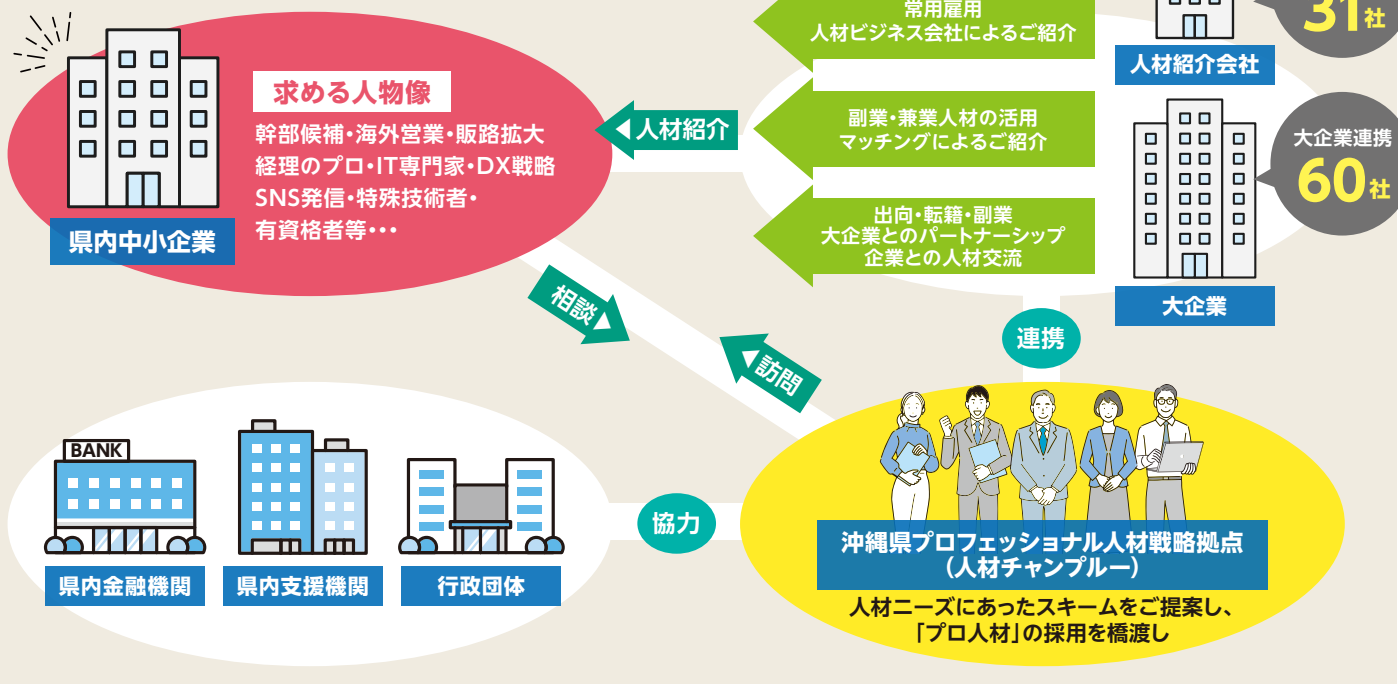 求める人物像
幹部候補・海外営業・販路拡大
経理のプロ・IT専門家・DX戦略
SNS発信・特殊技術者・
有資格者等・・・
県内中小企業
人材紹介
常用雇用
人材ビジネス会社によるご紹介
副業・兼業人材の活用
マッチングによるご紹介
出向・転籍・副業
大企業とのパートナーシップ
企業との人材交流
31社
人材紹介会社
大企業連携
60社
大企業
相談
訪問
連携
BANK
県内金融機関
県内支援機関
行政団体
協力
沖縄県プロフェッショナル人材戦略拠点
（人材チャンプルー）
人材ニーズにあったスキームをご提案し、
「プロ人材」の採用を橋渡し